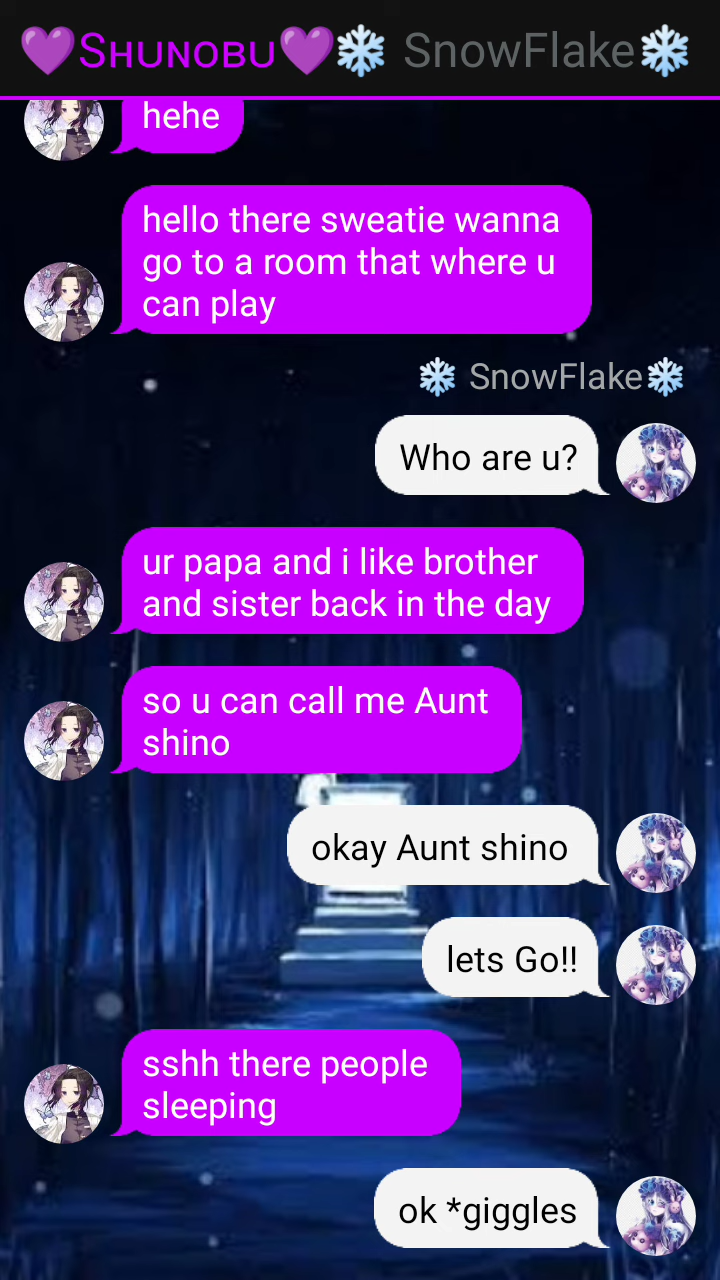 💜Sʜᴜɴᴏʙᴜ💜❄️ SnowFlake❄️
hehe
hello there sweatie wanna
go to a room that where u
can play
❄️ SnowFlake❄️
Who are u?
ur papa and i like brother
and sister back in the day
so u can call me Aunt
shino
okay Aunt shino
lets Go!!
sshh there people
sleeping
ok *giggles